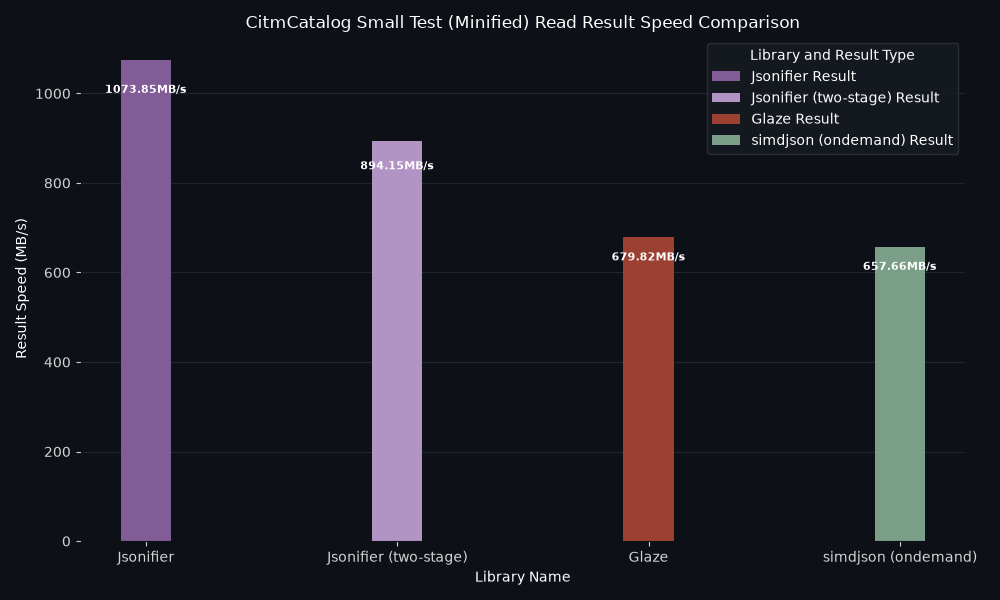 CitmCatalog Small Test (Minified) Read Result Speed Comparison
Library and Result Type
Jsonifier Result
Jsonifier (two-stage) Result
Glaze Result
simdjson (ondemand) Result
1073.85MB/s
894.15MB/s
679.82MB/s
657.66MB/s
Result Speed (MB/s)
1000
800
600
400
200
0
Jsonifier
Jsonifier (two-stage)
Glaze
simdjson (ondemand)
Library Name